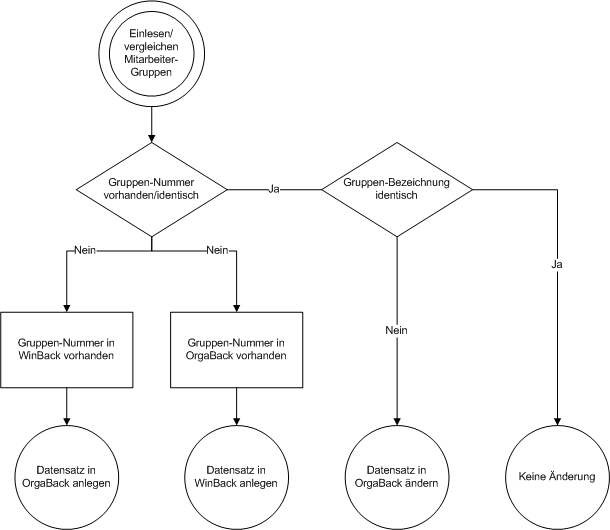 Einlesen/
vergleichen
Mitarbeiter-
Gruppen
Gruppen-Nummer
vorhanden/identisch
Ja
Gruppen-Bezeichnung
identisch
Nein
Nein
Ja
Gruppen-Nummer in
WinBack vorhanden
Gruppen-Nummer in
OrgaBack vorhanden
Nein
Datensatz in
OrgaBack anlegen
Datensatz in
WinBack anlegen
Datensatz in
OrgaBack ändern
Keine Änderung